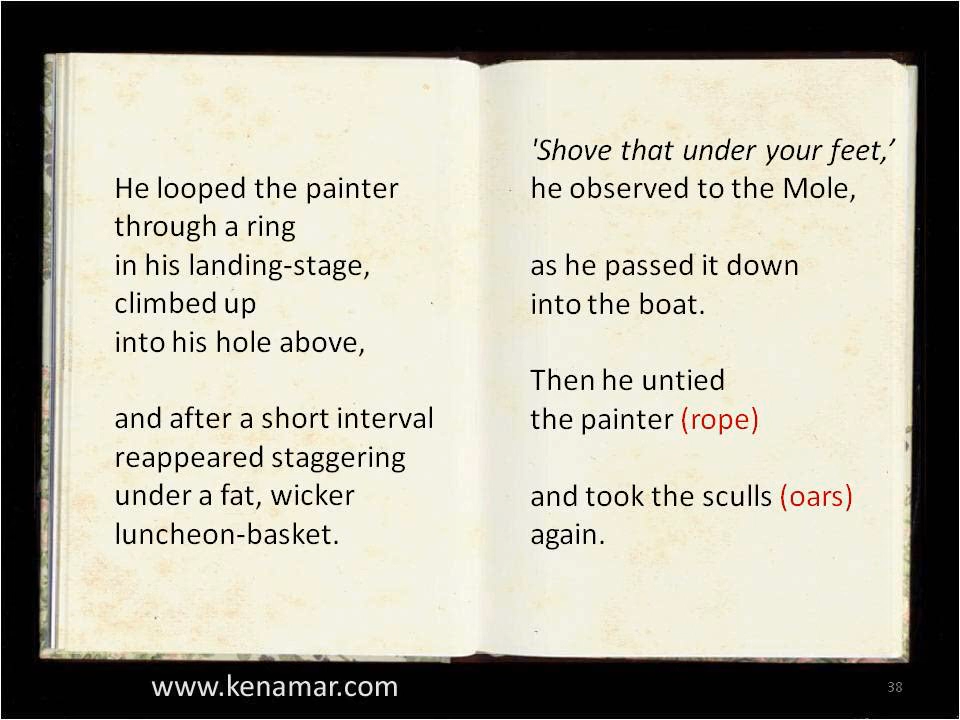 He looped the painter
through a ring
in his landing-stage,
climbed up
into his hole above,
and after a short interval
reappeared staggering
under a fat, wicker
luncheon-basket.
'Shove that under your feet,’
he observed to the Mole,
as he passed it down
into the boat.
Then he untied
the painter (rope)
and took the sculls (oars)
again.
www.kenamar.com
38